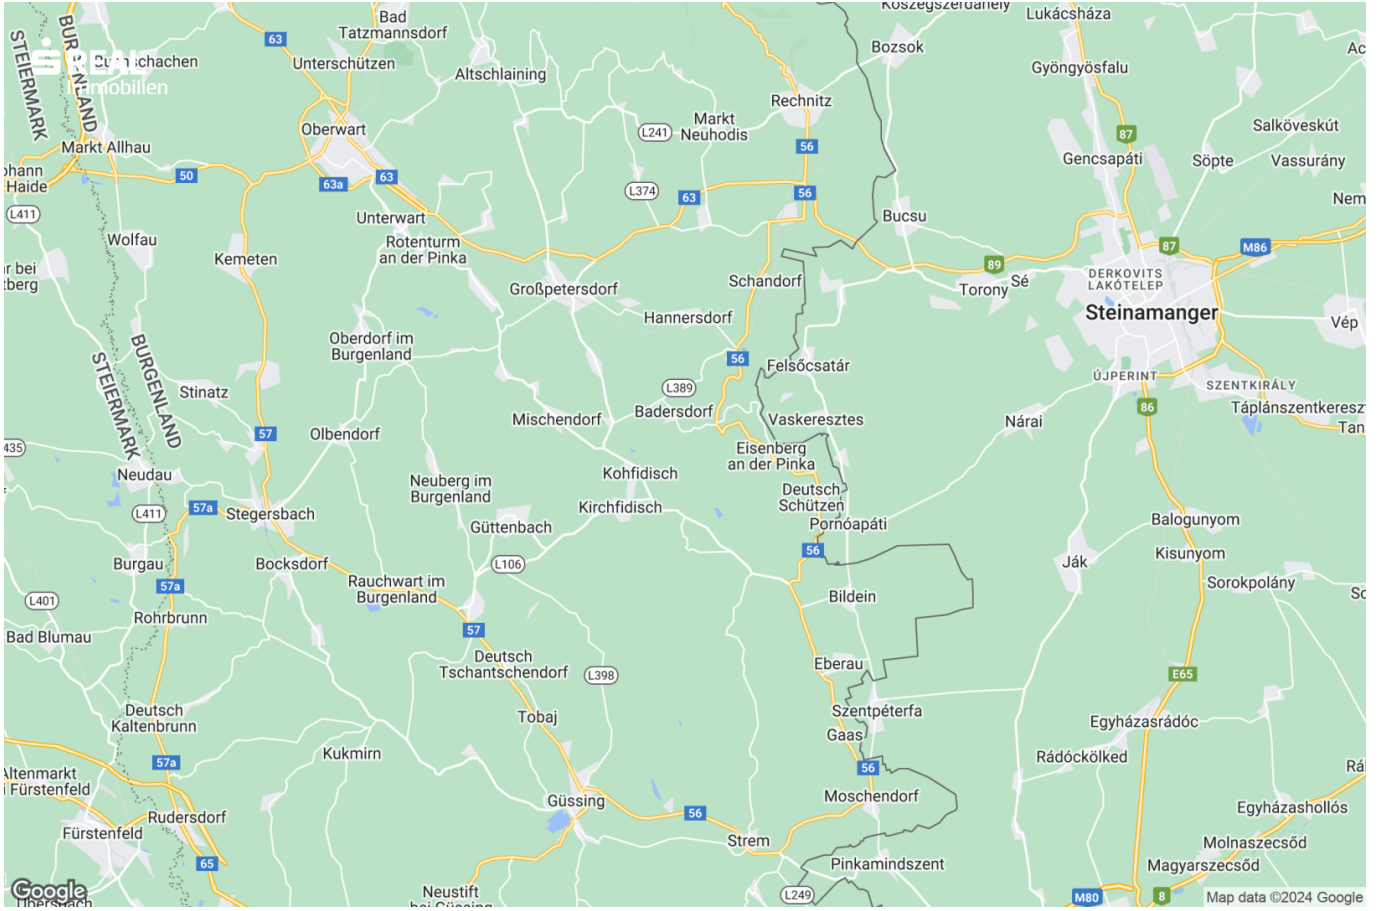 Kőszegszerdahely
Bad
Tatzmannsdorf
Lukácsháza
BURGENLAND
STEIERMARK
63
Bozsok
REAL
Immobilien
Unterschützen
Altschlaining
Gyöngyösfalu
Rechnitz
Markt
Neuhodis
L241
Oberwart
87
Salköveskút
Markt Allhau
56
Gencsapáti
Söpte
Vassurány
50
63a
63
L374
63
56
Haide
L411
Unterwart
Bucsu
Wolfau
Rotenturm
an der Pinka
87
M86
Kemeten
89
DERKOVITS
LAKÓTELEP
Großpetersdorf
Schandorf
Torony
Sé
Steinamanger
Hannersdorf
Vép
Oberdorf im
Burgenland
BURGENLAND
STEIERMARK
56
Felsőcsatár
ÚJPERINT
SZENTKIRÁLY
Stinatz
L389
Badersdorf
86
Táplánszentkereszt
Mischendorf
Vaskeresztes
Nárai
57
Olbendorf
Eisenberg
an der Pinka
Neudau
Neuberg im
Burgenland
Kohfidisch
Deutsch
Schützen
L411
57a
Stegersbach
Güttenbach
Kirchfidisch
Pornóapáti
Balogunyom
56
Kisunyom
Burgau
Bocksdorf
L106
Ják
57a
Rauchwart im
Burgenland
Sorokpolány
L401
Bildein
Rohrbrunn
57
Bad Blumau
Deutsch
Tschantschendorf
Eberau
L398
E65
Deutsch
Kaltenbrunn
Tobaj
Szentpéterfa
Egyházasrádóc
Gaas
Kukmirn
Rádóckölked
57a
56
Altenmarkt
Fürstenfeld
Güssing
Moschendorf
Egyházashollós
Rudersdorf
56
Fürstenfeld
Strem
Molnaszecsőd
65
Pinkamindszent
Magyarszecsőd
Google
Neustift
bei Güssing
L249
M80
8
Map data ©2024 Google